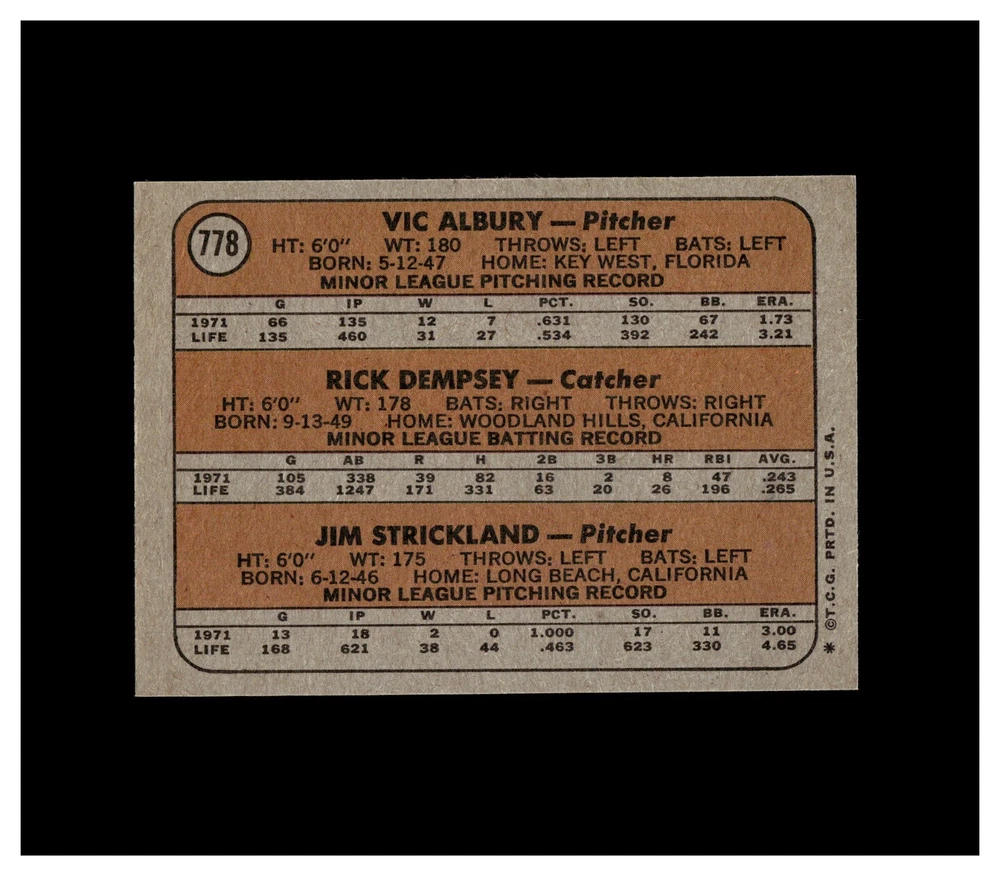 778
VIC ALBURY — Pitcher
HT: 6'0" WT: 180 THROWS: LEFT BATS: LEFT
BORN: 5-12-47 HOME: KEY WEST, FLORIDA
MINOR LEAGUE PITCHING RECORD
G IP W L PCT. SO. BB. ERA.
1971 66 135 12 7 .631 130 67 1.73
LIFE 135 460 31 27 .534 392 242 3.21
RICK DEMPSEY — Catcher
HT: 6'0" WT: 178 BATS: RIGHT THROWS: RIGHT
BORN: 9-13-49 HOME: WOODLAND HILLS, CALIFORNIA
MINOR LEAGUE BATTING RECORD
G AB R H 2B 3B HR RBI AVG.
1971 105 338 39 82 16 2 8 47 .243
LIFE 384 1247 171 331 63 20 26 196 .265
JIM STRICKLAND — Pitcher
HT: 6'0" WT: 175 THROWS: LEFT BATS: LEFT
BORN: 6-12-46 HOME: LONG BEACH, CALIFORNIA
MINOR LEAGUE PITCHING RECORD
G IP W L PCT. SO. BB. ERA.
1971 13 18 2 0 1.000 17 11 3.00
LIFE 168 621 38 44 .463 623 330 4.65
* ©T.C.G. PRTD. IN U.S.A.